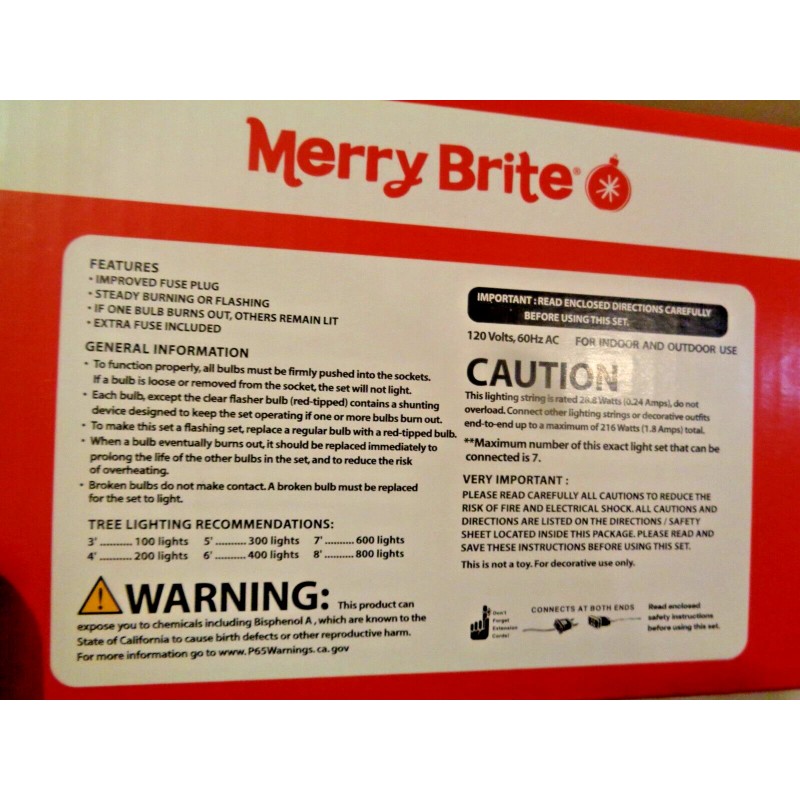 Merry Brite®
FEATURES
• IMPROVED FUSE PLUG
• STEADY BURNING OR FLASHING
• IF ONE BULB BURNS OUT, OTHERS REMAIN LIT
• EXTRA FUSE INCLUDED
GENERAL INFORMATION
• To function properly, all bulbs must be firmly pushed into the sockets.
If a bulb is loose or removed from the socket, the set will not light.
• Each bulb, except the clear flasher bulb (red-tipped) contains a shunting
device designed to keep the set operating if one or more bulbs burn out.
• To make this set a flashing set, replace a regular bulb with a red-tipped bulb.
• When a bulb eventually burns out, it should be replaced immediately to
prolong the life of the other bulbs in the set, and to reduce the risk
of overheating.
• Broken bulbs do not make contact. A broken bulb must be replaced
for the set to light.
TREE LIGHTING RECOMMENDATIONS:
3' .......... 100 lights 5' .......... 300 lights 7' .......... 600 lights
4' .......... 200 lights 6' .......... 400 lights 8' .......... 800 lights
WARNING: This product can
expose you to chemicals including Bisphenol A, which are known to the
State of California to cause birth defects or other reproductive harm.
For more information go to www.P65Warnings.ca.gov
IMPORTANT : READ ENCLOSED DIRECTIONS CAREFULLY
BEFORE USING THIS SET.
120 Volts, 60Hz AC FOR INDOOR AND OUTDOOR USE
CAUTION
This lighting string is rated 28.8 Watts (0.24 Amps), do not
overload. Connect other lighting strings or decorative outfits
end-to-end up to a maximum of 216 Watts (1.8 Amps) total.
**Maximum number of this exact light set that can be
connected is 7.
VERY IMPORTANT :
PLEASE READ CAREFULLY ALL CAUTIONS TO REDUCE THE
RISK OF FIRE AND ELECTRICAL SHOCK. ALL CAUTIONS AND
DIRECTIONS ARE LISTED ON THE DIRECTIONS / SAFETY
SHEET LOCATED INSIDE THIS PACKAGE. PLEASE READ AND
SAVE THESE INSTRUCTIONS BEFORE USING THIS SET.
This is not a toy. For decorative use only.
Don't
Forget
Extension
Cords!
CONNECTS AT BOTH ENDS
Read enclosed
safety instructions
before using this set.